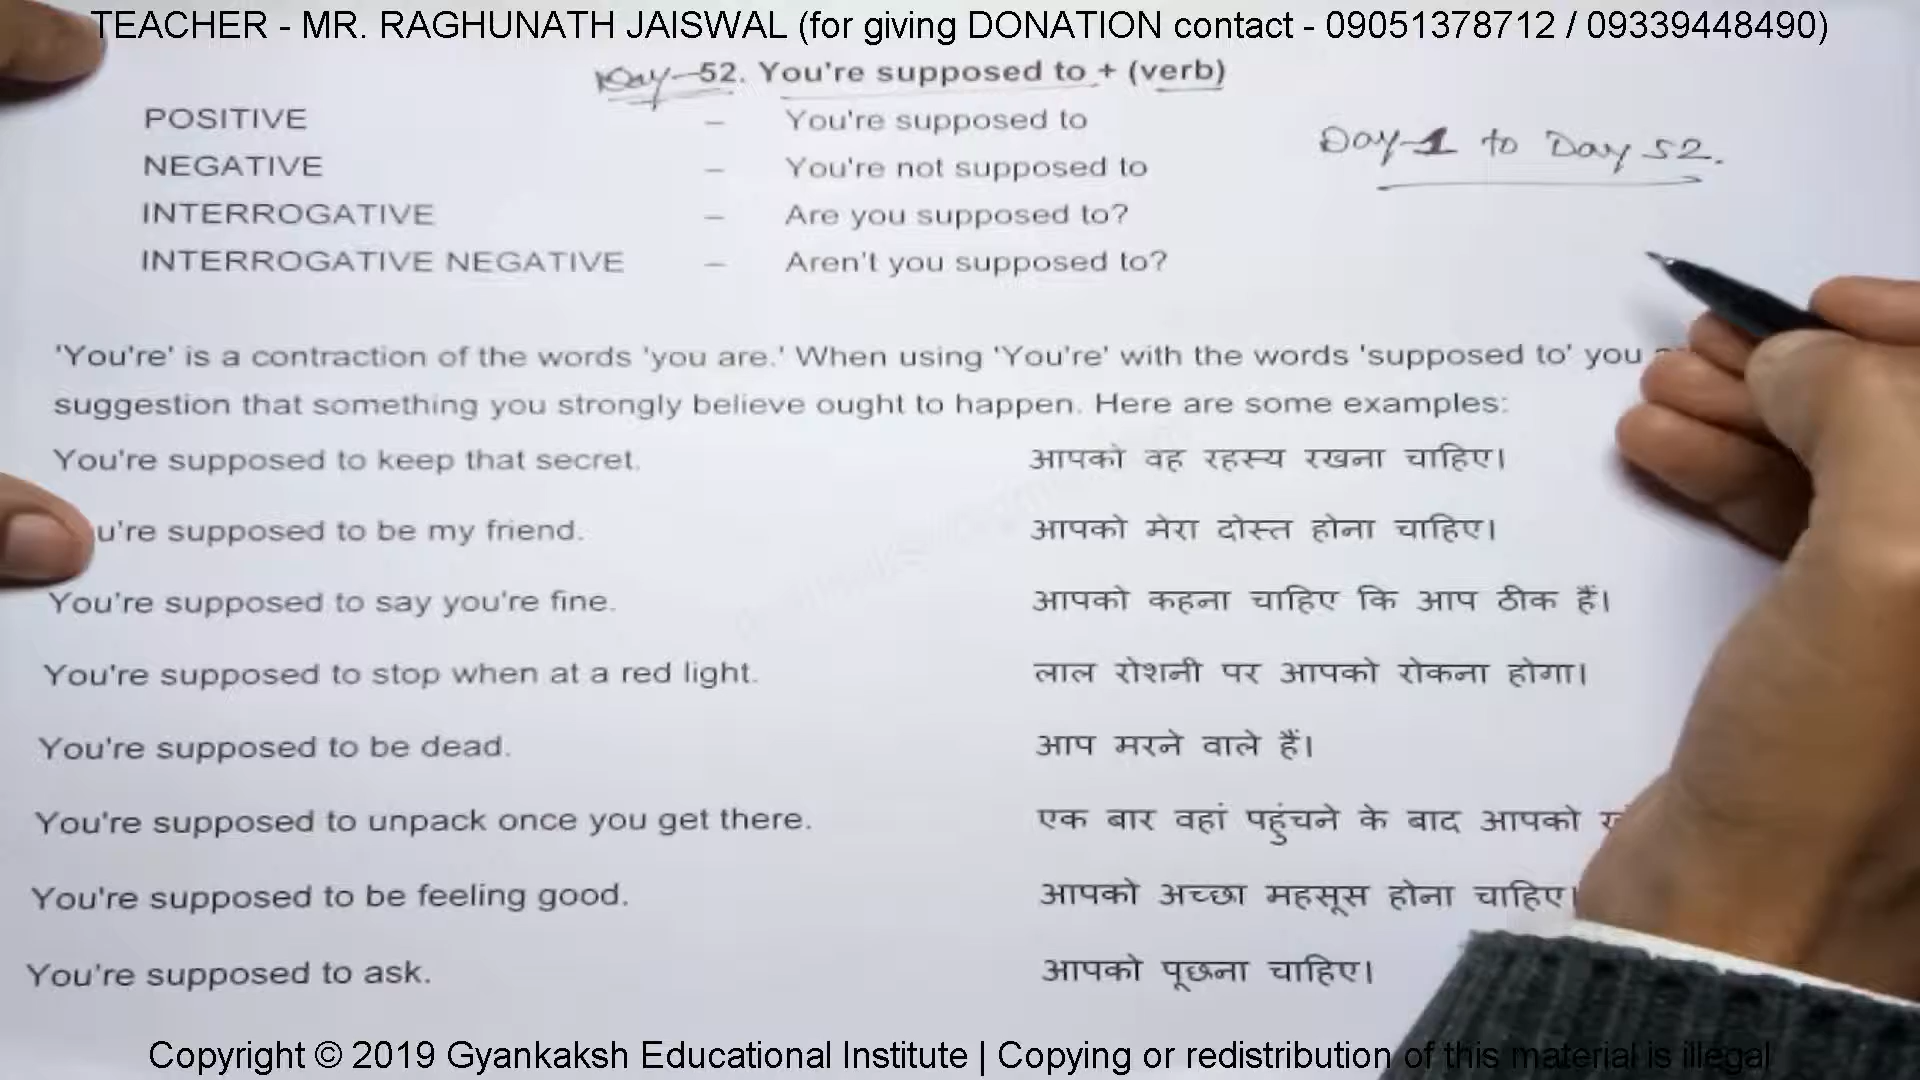 TEACHER - MR. RAGHUNATH JAISWAL (for giving DONATION contact - 09051378712 / 09339448490)
Day-52. You're supposed to + (verb)
POSITIVE – You're supposed to
Day-1 to Day 52.
NEGATIVE – You're not supposed to
INTERROGATIVE – Are you supposed to?
INTERROGATIVE NEGATIVE – Aren't you supposed to?
'You're' is a contraction of the words 'you are.' When using 'You're' with the words 'supposed to' you
suggestion that something you strongly believe ought to happen. Here are some examples:
You're supposed to keep that secret. आपको वह रहस्य रखना चाहिए।
u're supposed to be my friend. आपको मेरा दोस्त होना चाहिए।
You're supposed to say you're fine. आपको कहना चाहिए कि आप ठीक हैं।
You're supposed to stop when at a red light. लाल रोशनी पर आपको रोकना होगा।
You're supposed to be dead. आप मरने वाले हैं।
You're supposed to unpack once you get there. एक बार वहां पहुंचने के बाद आपको
You're supposed to be feeling good. आपको अच्छा महसूस होना चाहिए।
You're supposed to ask. आपको पूछना चाहिए।
Copyright © 2019 Gyankaksh Educational Institute | Copying or redistribution of this material is illegal